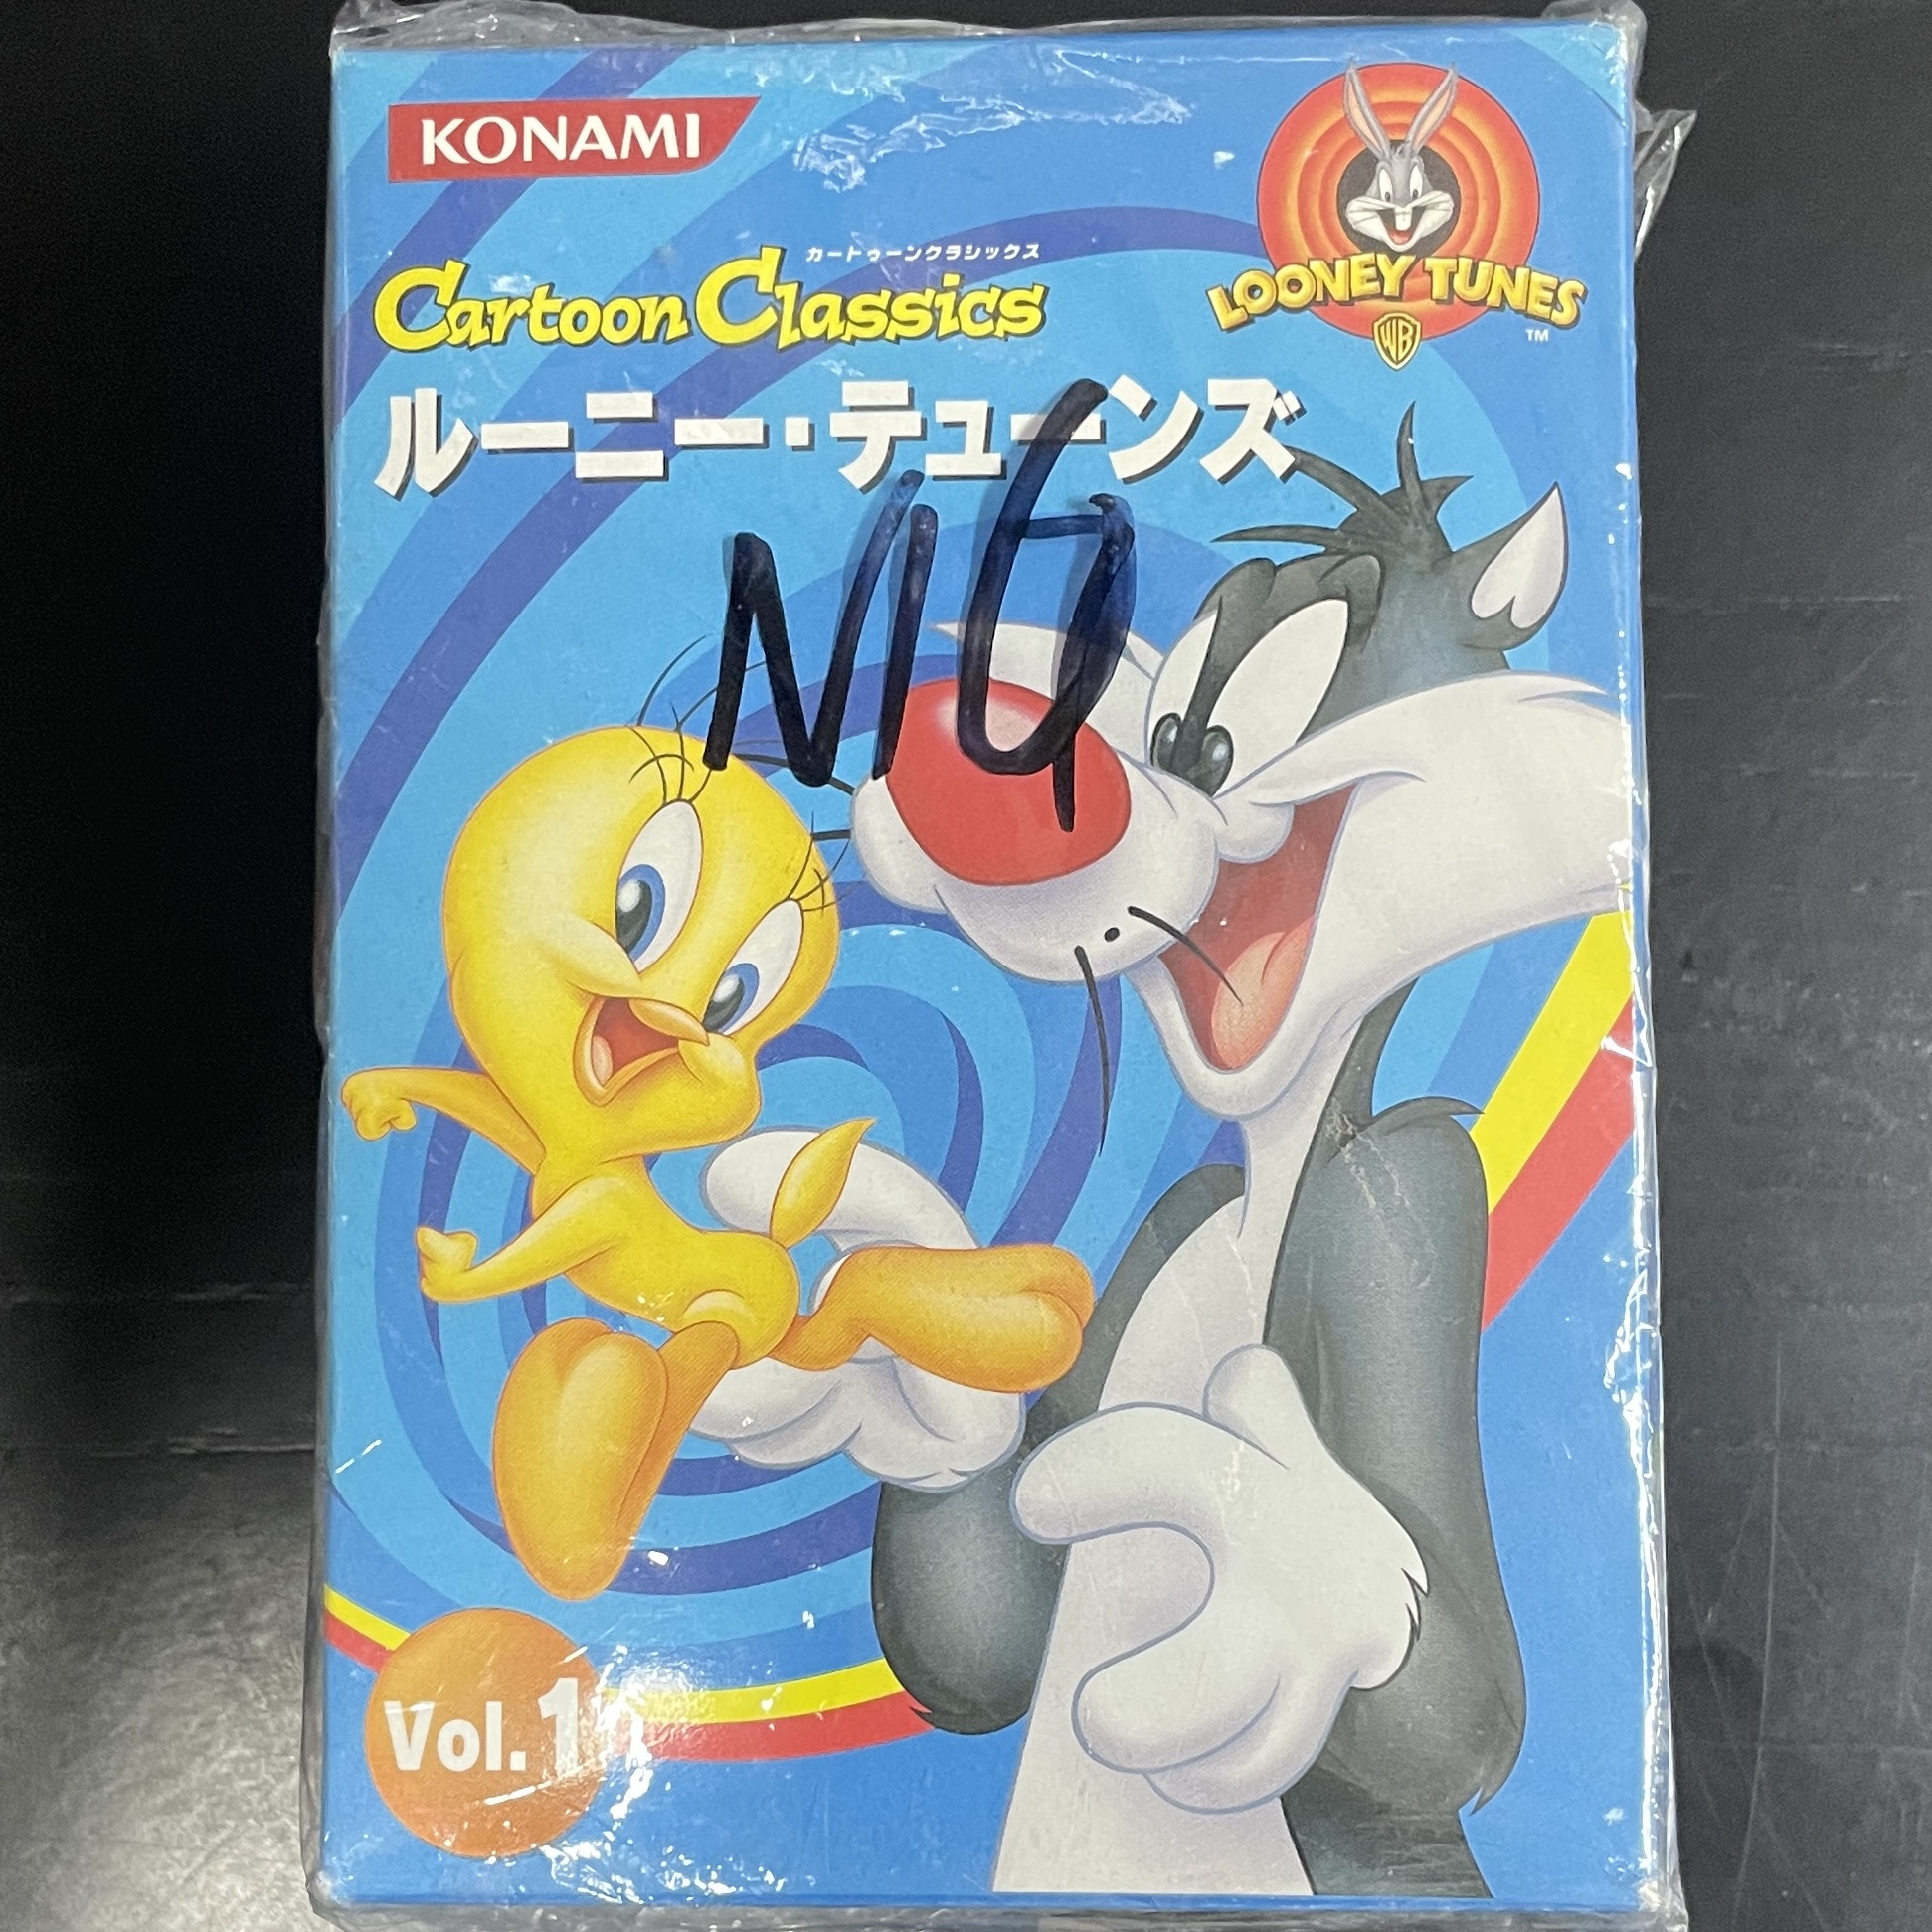 KONAMI
カートゥーンクラシックス
Cartoon Classics
LOONEY TUNES
WB
TM
ルーニー・テューンズ
Vol.1